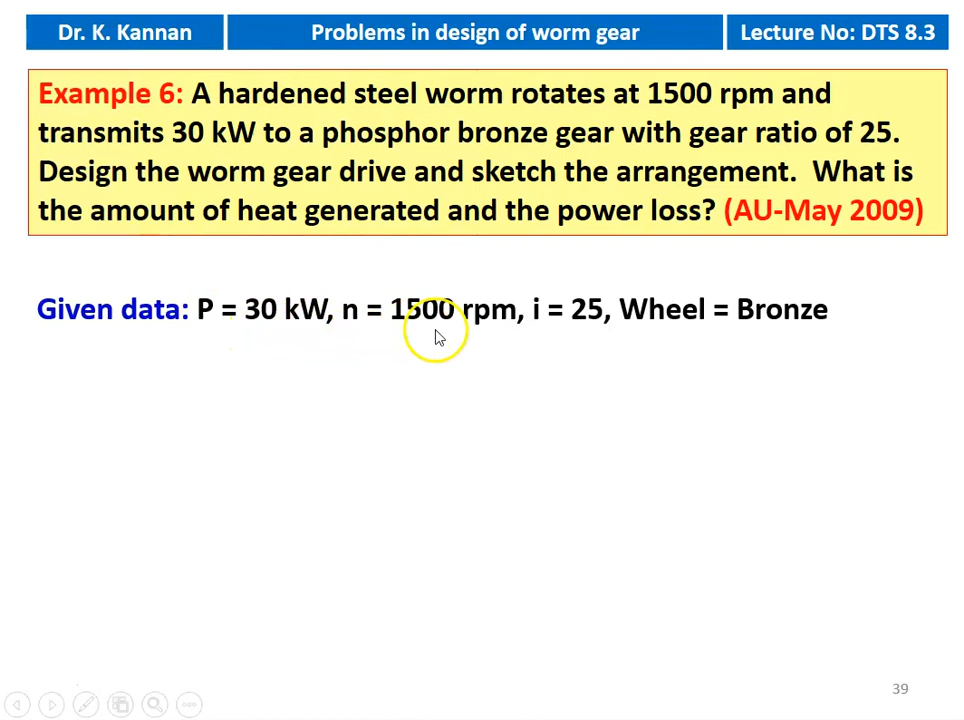 Dr. K. Kannan
Problems in design of worm gear
Lecture No: DTS 8.3
Example 6: A hardened steel worm rotates at 1500 rpm and
transmits 30 kW to a phosphor bronze gear with gear ratio of 25.
Design the worm gear drive and sketch the arrangement. What is
the amount of heat generated and the power loss? (AU-May 2009)
Given data: P = 30 kW, n = 1500 rpm, i = 25, Wheel = Bronze
39